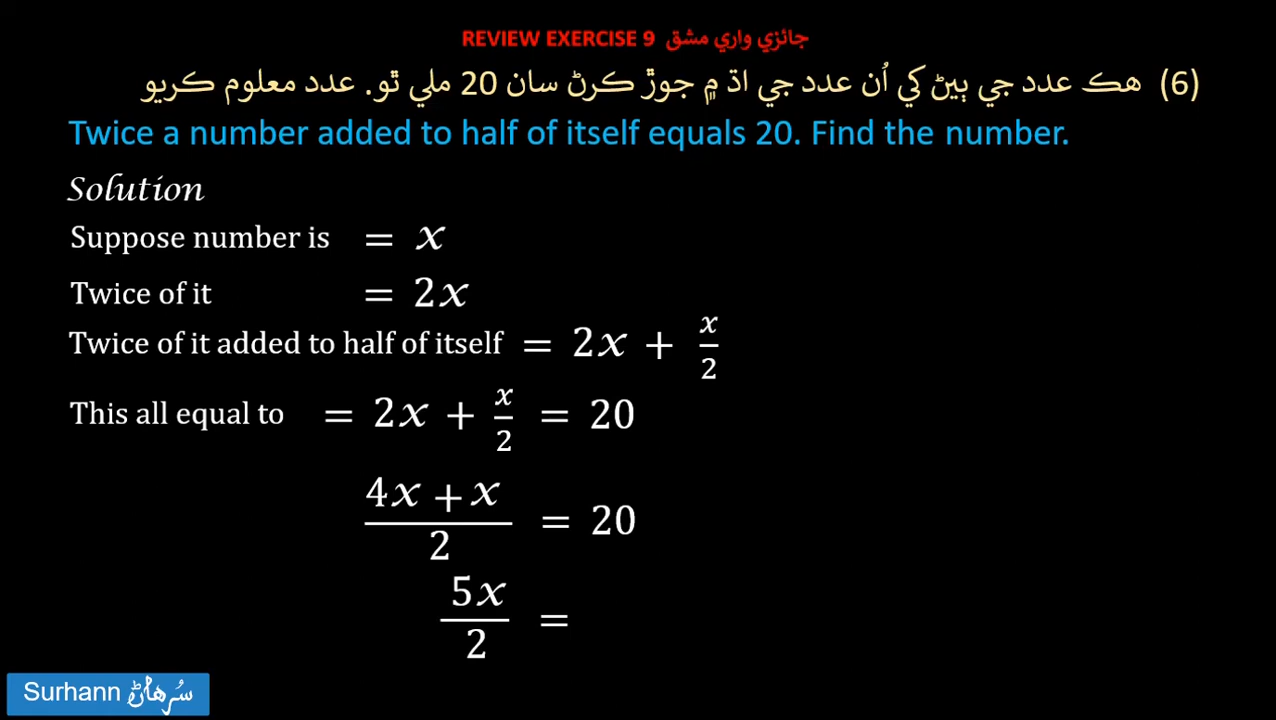 REVIEW EXERCISE 9 جائزي واري مشق
(6) هڪ عدد جي ٻيڻ کي اُن عدد جي اڌ ۾ جوڙ ڪرڻ سان 20 ملي ٿو. عدد معلوم ڪريو
Twice a number added to half of itself equals 20. Find the number.
Solution
Suppose number is = x
Twice of it = 2x
Twice of it added to half of itself = 2x + x/2
This all equal to = 2x + x/2 = 20
(4x + x)/2 = 20
5x/2 =
Surhann سُرهاڻ